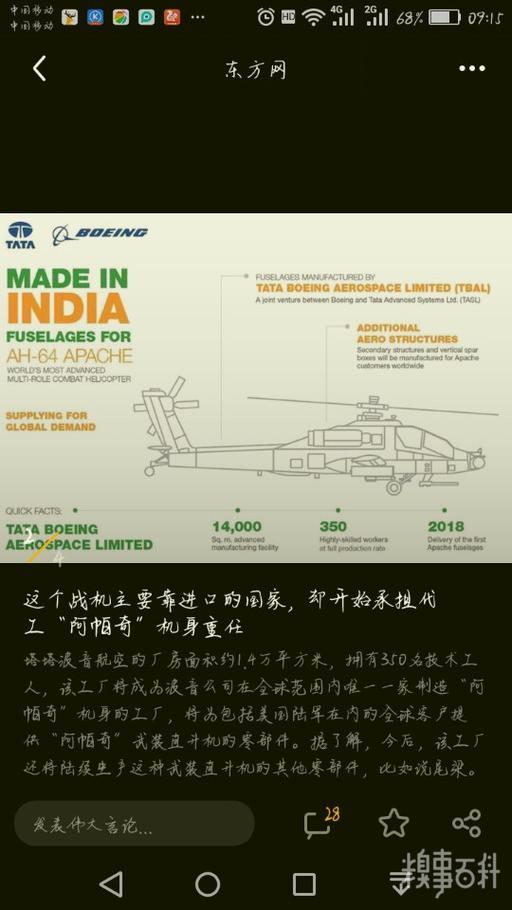 中国移动
中国移动
HD
4G
2G
68%
09:15
东方网
TATA
BOEING
MADE IN
INDIA
FUSELAGES FOR
AH-64 APACHE
WORLD'S MOST ADVANCED
MULTI-ROLE COMBAT HELICOPTER
SUPPLYING FOR
GLOBAL DEMAND
FUSELAGES MANUFACTURED BY
TATA BOEING AEROSPACE LIMITED (TBAL)
A joint venture between Boeing and Tata Advanced Systems Ltd. (TASL)
ADDITIONAL
AERO STRUCTURES
Secondary structures and vertical spar
boxes will be manufactured for Apache
customers worldwide
QUICK FACTS:
TATA BOEING
AEROSPACE LIMITED
14,000
Sq. m. advanced
manufacturing facility
350
Highly-skilled workers
at full production rate
2018
Delivery of the first
Apache fuselages
2/4
这个战机主要靠进口的国家，却开始承担代
工“阿帕奇”机身重任
塔塔波音航空的厂房面积约1.4万平方米，拥有350名技术工
人，该工厂将成为波音公司在全球范围内唯一一家制造“阿
帕奇”机身的工厂，将为包括美国陆军在内的全球客户提
供“阿帕奇”武装直升机的零部件。据了解，今后，该工厂
还将陆续生产这种武装直升机的其他零部件，比如说尾梁。
发表伟大言论...
28
糗事百科